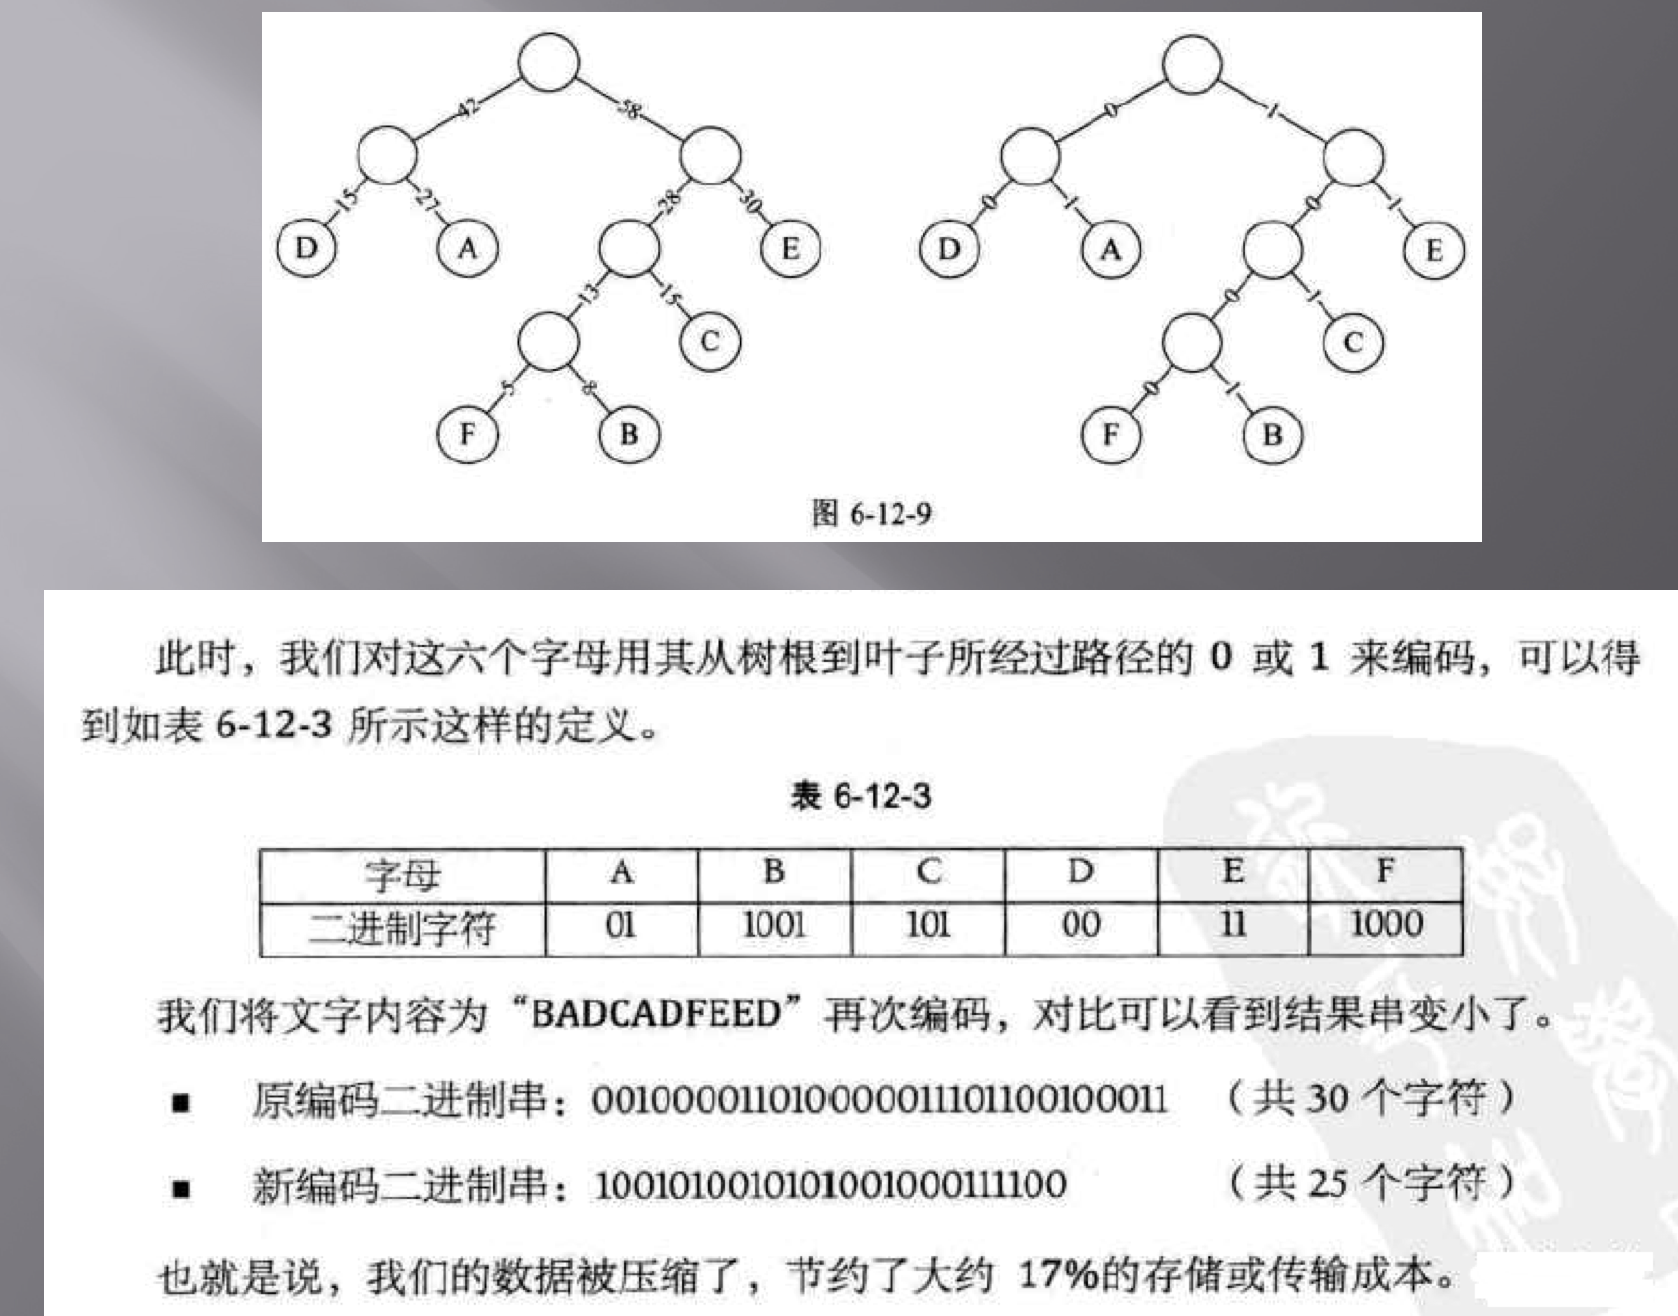 42 58 0 1
15 27 28 30 0 1 0 1
D A E D A E
13 15 0 1
C C
5 8 0 1
F B F B
图 6-12-9
此时，我们对这六个字母用其从树根到叶子所经过路径的 0 或 1 来编码，可以得
到如表 6-12-3 所示这样的定义。
表 6-12-3
字母 A B C D E F
二进制字符 01 1001 101 00 11 1000
我们将文字内容为“BADCADFEED”再次编码，对比可以看到结果串变小了。
■ 原编码二进制串：001000011010000011101100100011 （共 30 个字符）
■ 新编码二进制串：1001010010101001000111100 （共 25 个字符）
也就是说，我们的数据被压缩了，节约了大约 17%的存储或传输成本。